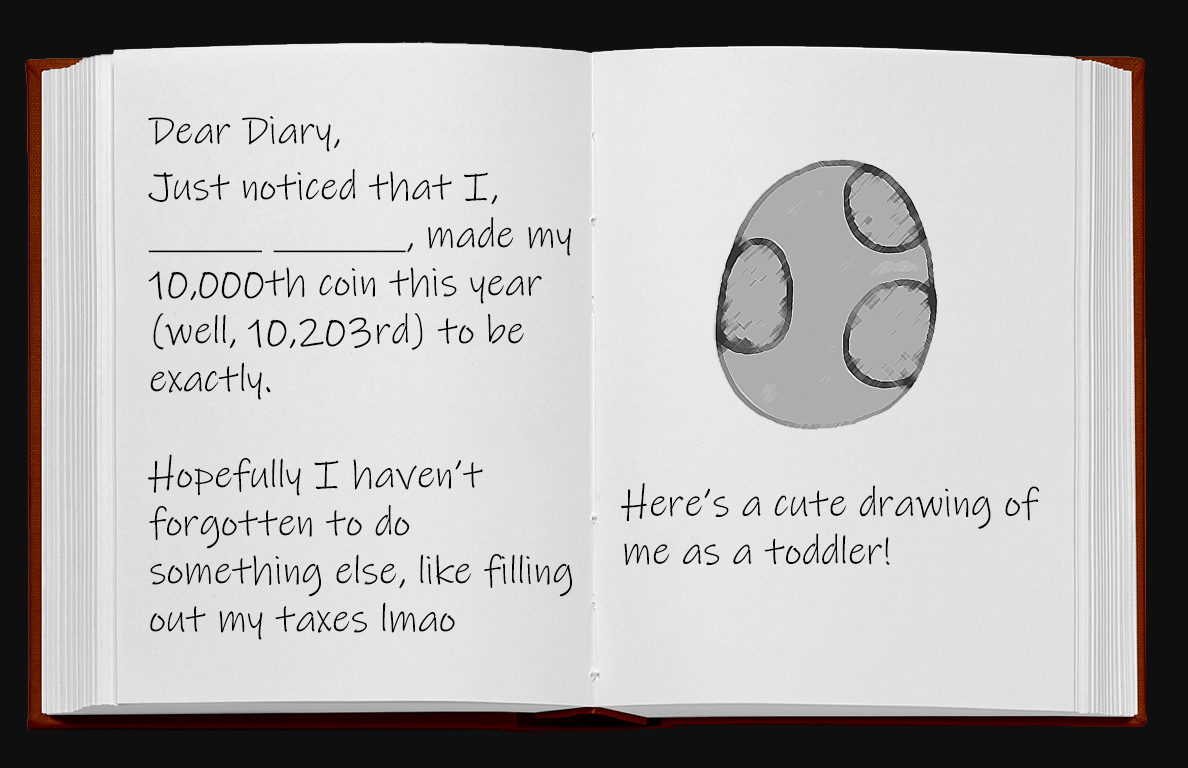 Dear Diary,
Just noticed that I,
_______ ________, made my
10,000th coin this year
(well, 10,203rd) to be
exactly.
Hopefully I haven't
forgotten to do
something else, like filling
out my taxes lmao
Here's a cute drawing of
me as a toddler!